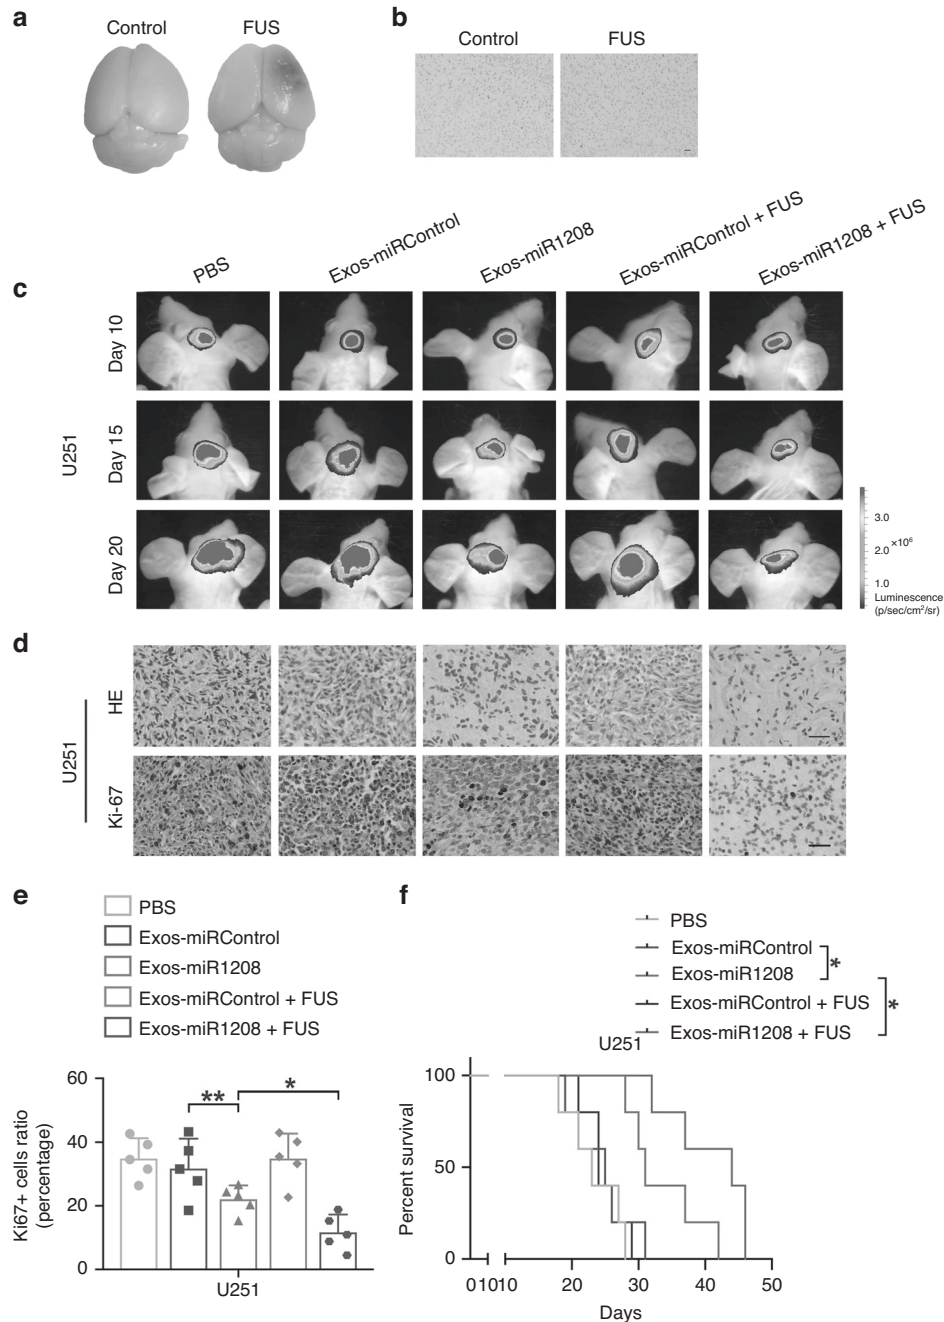 a
Control
FUS
b
Control
FUS
c
PBS
Exos-miRControl
Exos-miR1208
Exos-miRControl + FUS
Exos-miR1208 + FUS
U251
Day 10
Day 15
Day 20
3.0
×10⁶
2.0
1.0
Luminescence
(p/sec/cm²/sr)
d
U251
HE
Ki-67
e
PBS
Exos-miRControl
Exos-miR1208
Exos-miRControl + FUS
Exos-miR1208 + FUS
Ki67+ cells ratio
(percentage)
60
40
20
0
**
*
U251
f
PBS
Exos-miRControl
Exos-miR1208
*
Exos-miRControl + FUS
*
Exos-miR1208 + FUS
U251
Percent survival
100
50
0
01010 20 30 40 50
Days